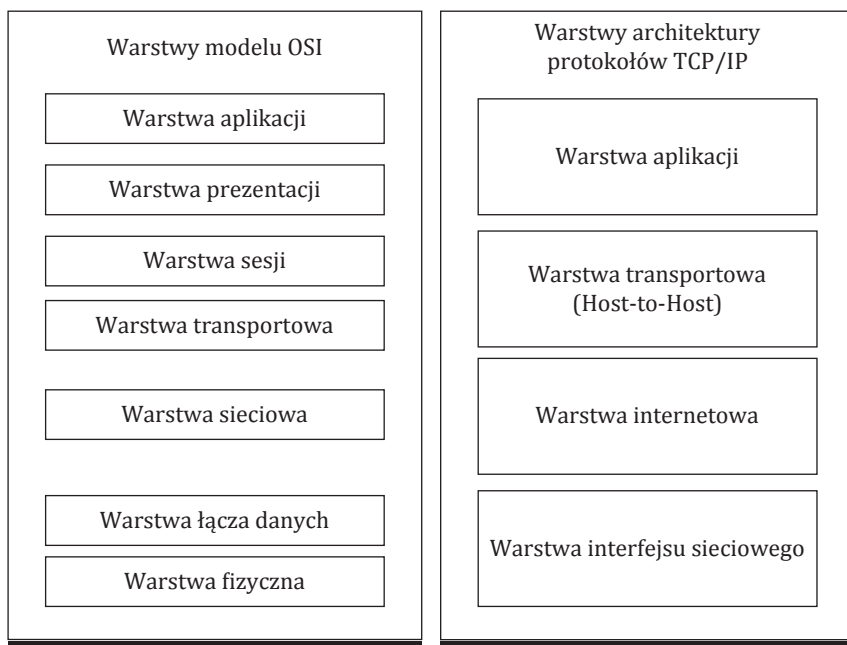 Warstwy modelu OSI
Warstwa aplikacji
Warstwa prezentacji
Warstwa sesji
Warstwa transportowa
Warstwa sieciowa
Warstwa łącza danych
Warstwa fizyczna
Warstwy architektury
protokołów TCP/IP
Warstwa aplikacji
Warstwa transportowa
(Host-to-Host)
Warstwa internetowa
Warstwa interfejsu sieciowego